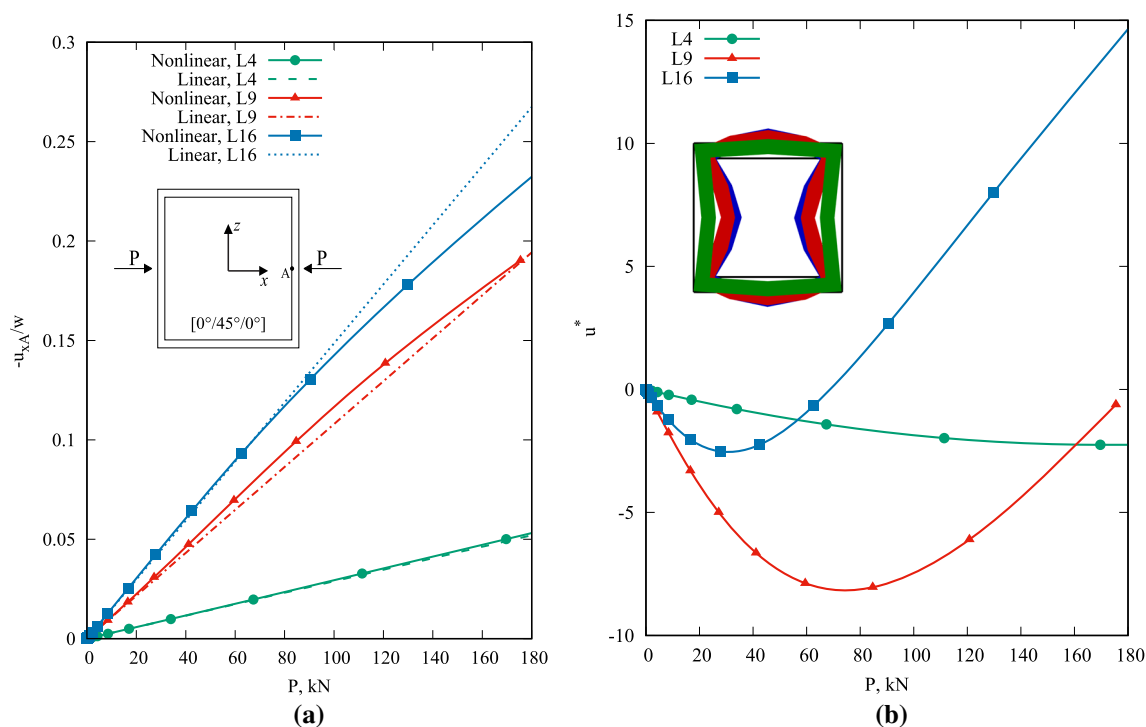 0.3
0.25
0.2
0.15
0.1
0.05
0
-u_xA/w
Nonlinear, L4
Linear, L4
Nonlinear, L9
Linear, L9
Nonlinear, L16
Linear, L16
z
P
P
A
x
[0°/45°/0°]
0 20 40 60 80 100 120 140 160 180
P, kN
(a)
15
10
5
0
-5
-10
u*
L4
L9
L16
0 20 40 60 80 100 120 140 160 180
P, kN
(b)